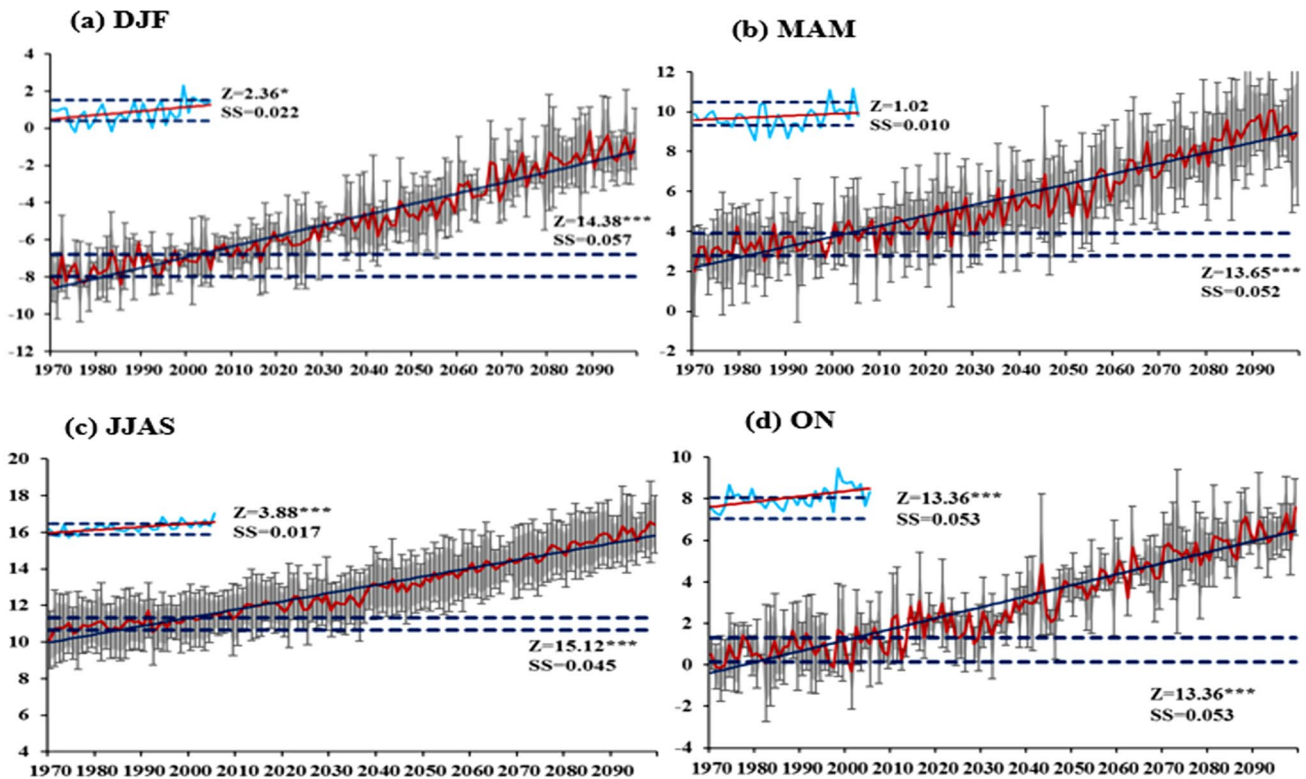 (a) DJF
4
2
0
-2
-4
-6
-8
-10
-12
Z=2.36*
SS=0.022
Z=14.38***
SS=0.057
1970 1980 1990 2000 2010 2020 2030 2040 2050 2060 2070 2080 2090
(b) MAM
12
10
8
6
4
2
0
-2
Z=1.02
SS=0.010
Z=13.65***
SS=0.052
1970 1980 1990 2000 2010 2020 2030 2040 2050 2060 2070 2080 2090
(c) JJAS
20
18
16
14
12
10
8
6
4
Z=3.88***
SS=0.017
Z=15.12***
SS=0.045
1970 1980 1990 2000 2010 2020 2030 2040 2050 2060 2070 2080 2090
(d) ON
10
8
6
4
2
0
-2
-4
Z=13.36***
SS=0.053
Z=13.36***
SS=0.053
1970 1980 1990 2000 2010 2020 2030 2040 2050 2060 2070 2080 2090